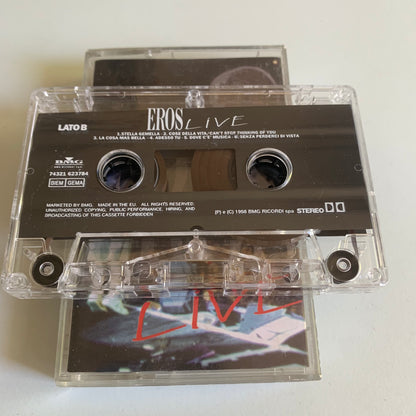 EROS LIVE
LATO B
1.STELLA GEMELLA · 2. COSE DELLA VITA/CAN'T STOP THINKING OF YOU
3. LA COSA MAS BELLA · 4. ADESSO TU · 5. DOVE C'E' MUSICA · 6. SENZA PERDERCI DI VISTA
BMG
74321 623784
BIEM GEMA
MARKETED BY BMG. MADE IN THE EU. ALL RIGHTS RESERVED.
UNAUTHORIZED COPYING, PUBLIC PERFORMANCE, HIRING, AND
BROADCASTING OF THIS CASSETTE FORBIDDEN
(P) e (C) 1998 BMG RICORDI spa STEREO
LIVE